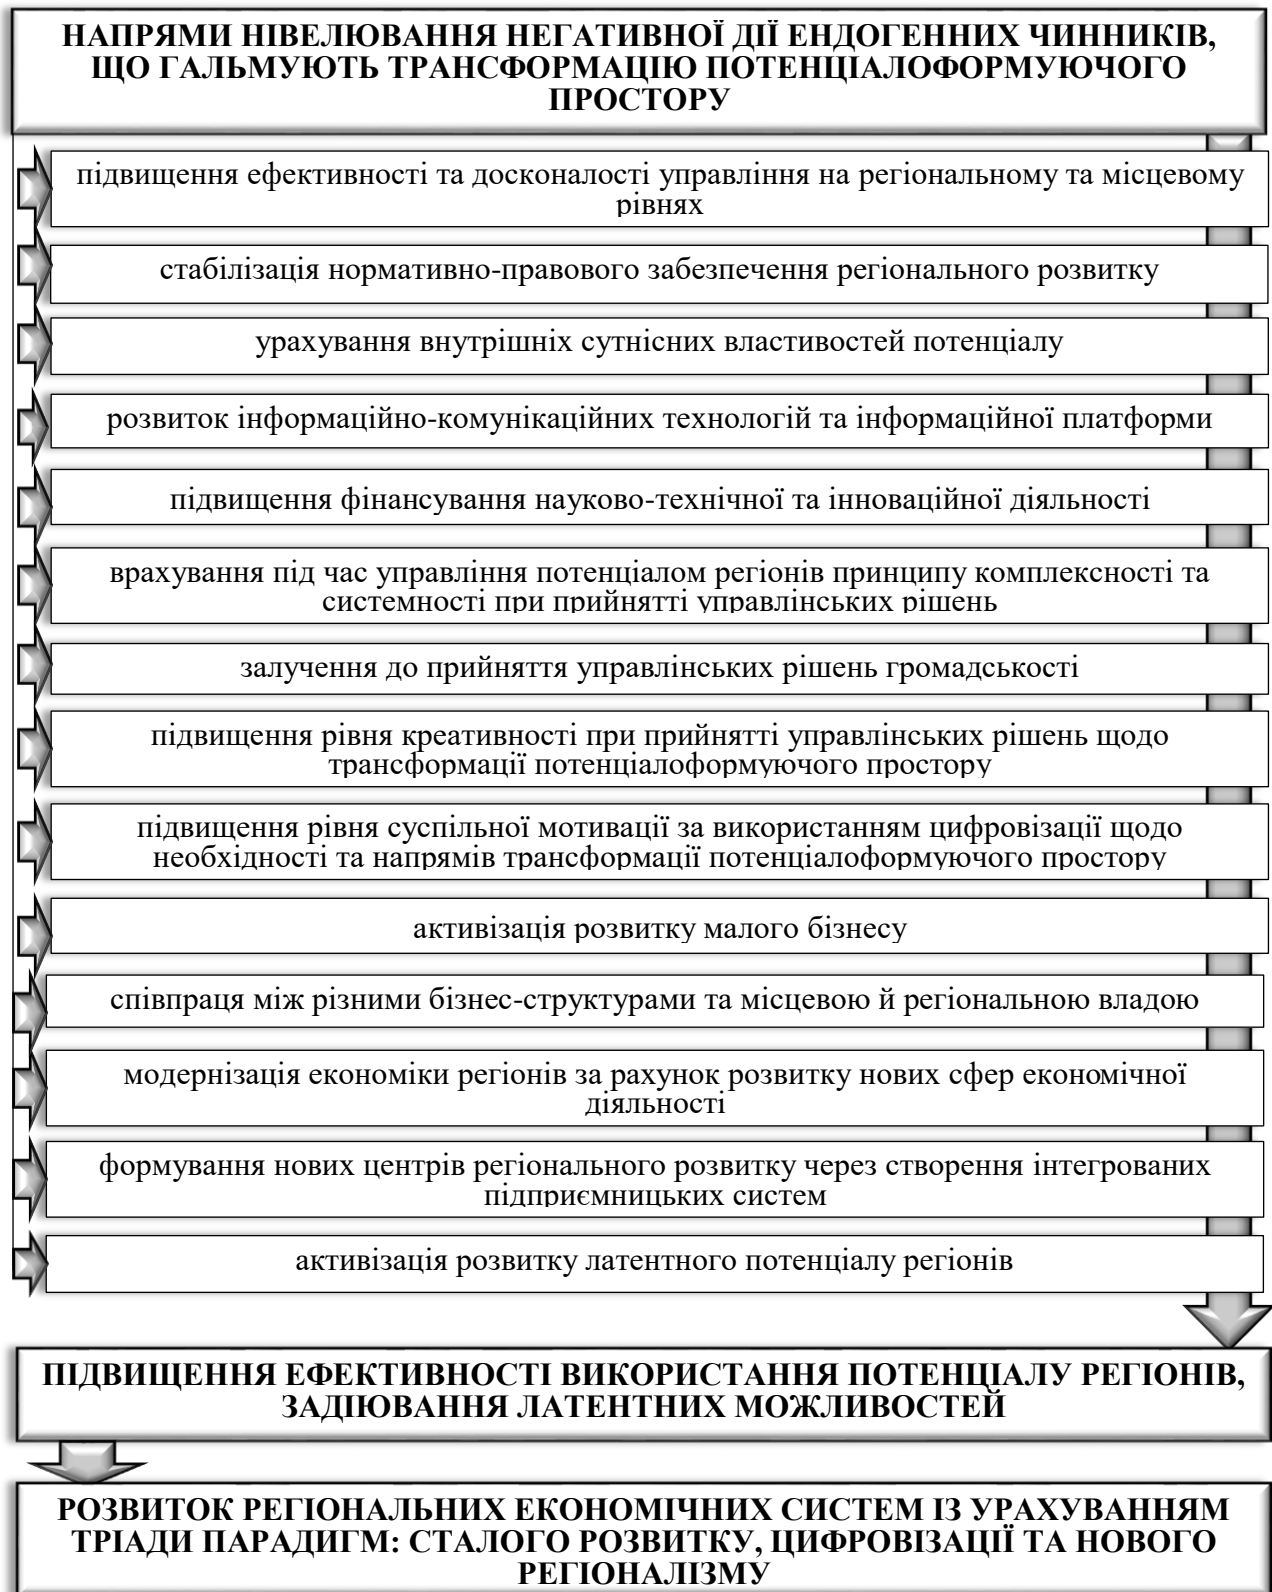 НАПРЯМИ НІВЕЛЮВАННЯ НЕГАТИВНОЇ ДІЇ ЕНДОГЕННИХ ЧИННИКІВ,
ЩО ГАЛЬМУЮТЬ ТРАНСФОРМАЦІЮ ПОТЕНЦІАЛОФОРМУЮЧОГО
ПРОСТОРУ
підвищення ефективності та досконалості управління на регіональному та місцевому
рівнях
стабілізація нормативно-правового забезпечення регіонального розвитку
урахування внутрішніх сутнісних властивостей потенціалу
розвиток інформаційно-комунікаційних технологій та інформаційної платформи
підвищення фінансування науково-технічної та інноваційної діяльності
врахування під час управління потенціалом регіонів принципу комплексності та
системності при прийнятті управлінських рішень
залучення до прийняття управлінських рішень громадськості
підвищення рівня креативності при прийнятті управлінських рішень щодо
трансформації потенціалоформуючого простору
підвищення рівня суспільної мотивації за використанням цифровізації щодо
необхідності та напрямів трансформації потенціалоформуючого простору
активізація розвитку малого бізнесу
співпраця між різними бізнес-структурами та місцевою й регіональною владою
модернізація економіки регіонів за рахунок розвитку нових сфер економічної
діяльності
формування нових центрів регіонального розвитку через створення інтегрованих
підприємницьких систем
активізація розвитку латентного потенціалу регіонів
ПІДВИЩЕННЯ ЕФЕКТИВНОСТІ ВИКОРИСТАННЯ ПОТЕНЦІАЛУ РЕГІОНІВ,
ЗАДІЮВАННЯ ЛАТЕНТНИХ МОЖЛИВОСТЕЙ
РОЗВИТОК РЕГІОНАЛЬНИХ ЕКОНОМІЧНИХ СИСТЕМ ІЗ УРАХУВАННЯМ
ТРІАДИ ПАРАДИГМ: СТАЛОГО РОЗВИТКУ, ЦИФРОВІЗАЦІЇ ТА НОВОГО
РЕГІОНАЛІЗМУ